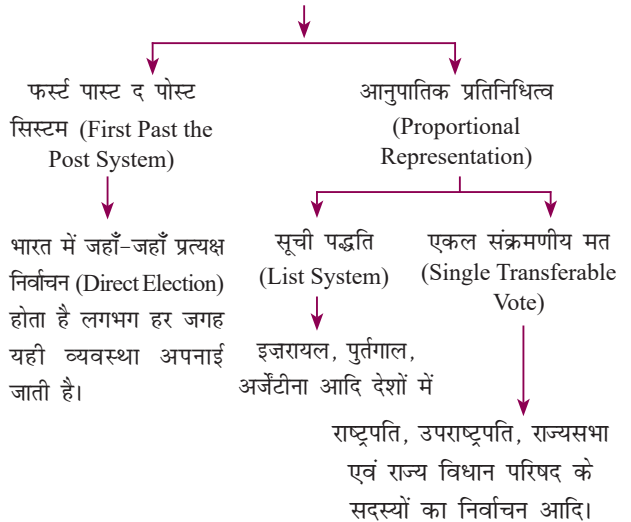 फर्स्ट पास्ट द पोस्ट
सिस्टम (First Past the
Post System)
भारत में जहाँ-जहाँ प्रत्यक्ष
निर्वाचन (Direct Election)
होता है लगभग हर जगह
यही व्यवस्था अपनाई
जाती है।
आनुपातिक प्रतिनिधित्व
(Proportional
Representation)
सूची पद्धति
(List System)
इज़रायल, पुर्तगाल,
अर्जेंटीना आदि देशों में
एकल संक्रमणीय मत
(Single Transferable
Vote)
राष्ट्रपति, उपराष्ट्रपति, राज्यसभा
एवं राज्य विधान परिषद के
सदस्यों का निर्वाचन आदि।